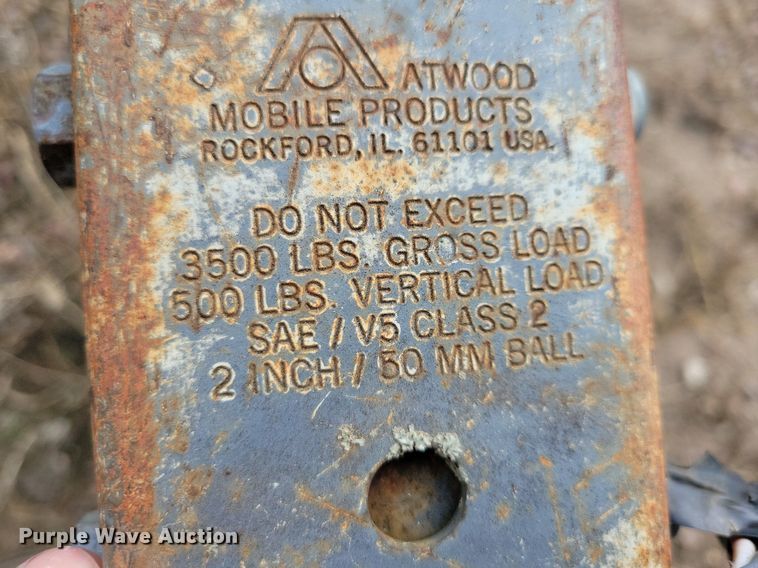 ATWOOD
MOBILE PRODUCTS
ROCKFORD, IL. 61101 USA.
DO NOT EXCEED
3500 LBS. GROSS LOAD
500 LBS. VERTICAL LOAD
SAE / V5 CLASS 2
2 INCH / 50 MM BALL
Purple Wave Auction